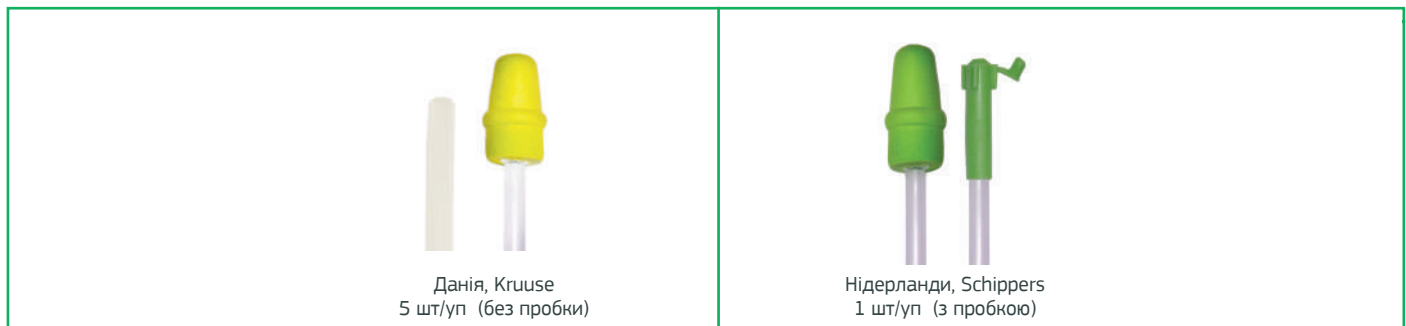 Данія, Kruuse
5 шт/уп (без пробки)
Нідерланди, Schippers
1 шт/уп (з пробкою)